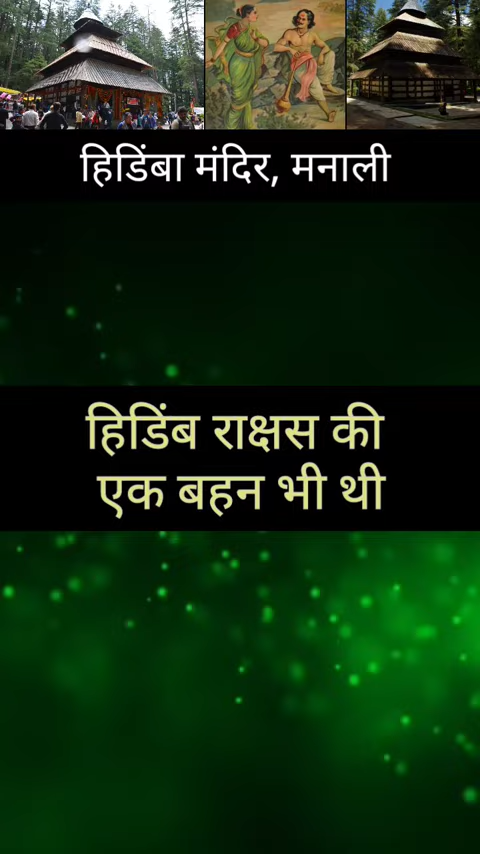 हिडिंबा मंदिर, मनाली
हिडिंब राक्षस की
एक बहन भी थी